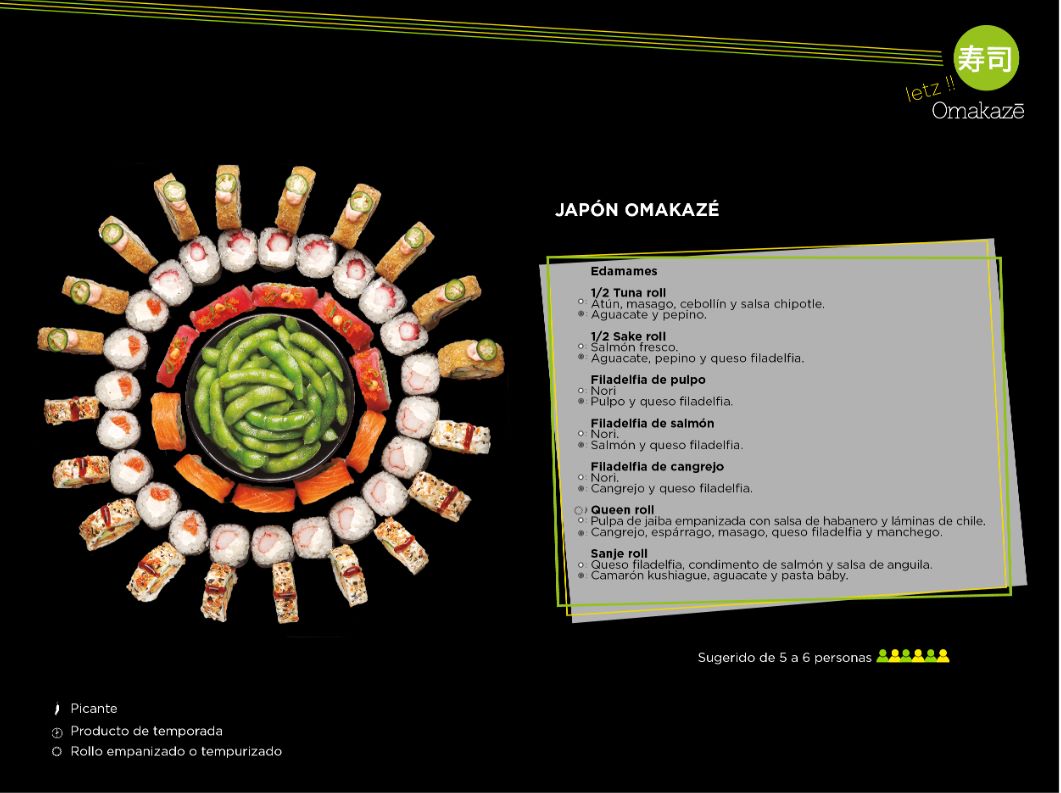 寿司
letz !!
Omakazē
JAPÓN OMAKAZÉ
Edamames
1/2 Tuna roll
Atún, masago, cebollín y salsa chipotle.
Aguacate y pepino.
1/2 Sake roll
Salmón fresco.
Aguacate, pepino y queso filadelfia.
Filadelfia de pulpo
Nori
Pulpo y queso filadelfia.
Filadelfia de salmón
Nori.
Salmón y queso filadelfia.
Filadelfia de cangrejo
Nori.
Cangrejo y queso filadelfia.
Queen roll
Pulpa de jaiba empanizada con salsa de habanero y láminas de chile.
Cangrejo, espárrago, masago, queso filadelfia y manchego.
Sanje roll
Queso filadelfia, condimento de salmón y salsa de anguila.
Camarón kushiague, aguacate y pasta baby.
Sugerido de 5 a 6 personas
Picante
Producto de temporada
Rollo empanizado o tempurizado